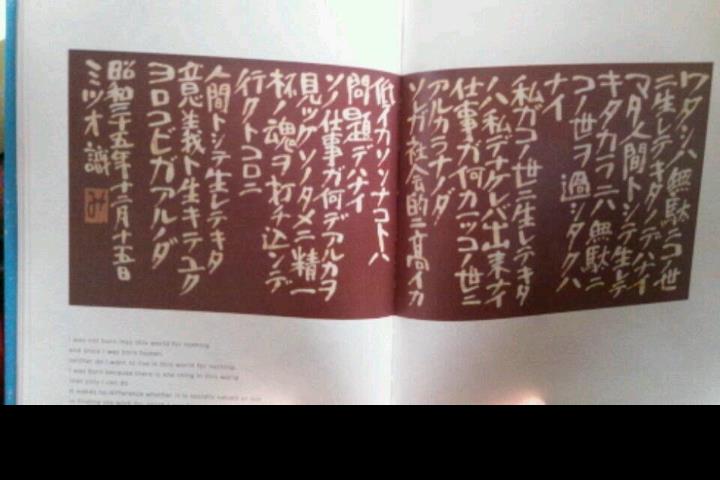 ワタシハ無駄ニコノ世
ニ生レテキタノデハナイ
マタ人間トシテ生レテ
キタカラニハ無駄ニ
コノ世ヲ過シタクハ
ナイ
私ガコノ世ニ生レテキタ
ノハ私デナケレバ出来ナイ
仕事ガ何カ一ツコノ世ニ
アルカラナノダ
ソレガ社会的ニ高イカ
低イカソンナコトハ
問題デハナイ
ソノ仕事ガ何デアルカヲ
見ツケソノタメニ精一
杯ノ魂ヲ打チ込ンデ
行クトコロニ
人間トシテ生レテキタ
意義ト生キテユク
ヨロコビガアルノダ
昭和三十五年十二月十五日
ミツオ識
み
I was not born into this world for nothing
and since I was born human,
neither do I want to live in this world for nothing.
I was born because there is one thing in this world
that only I can do
It makes no difference whether it is socially valued or not